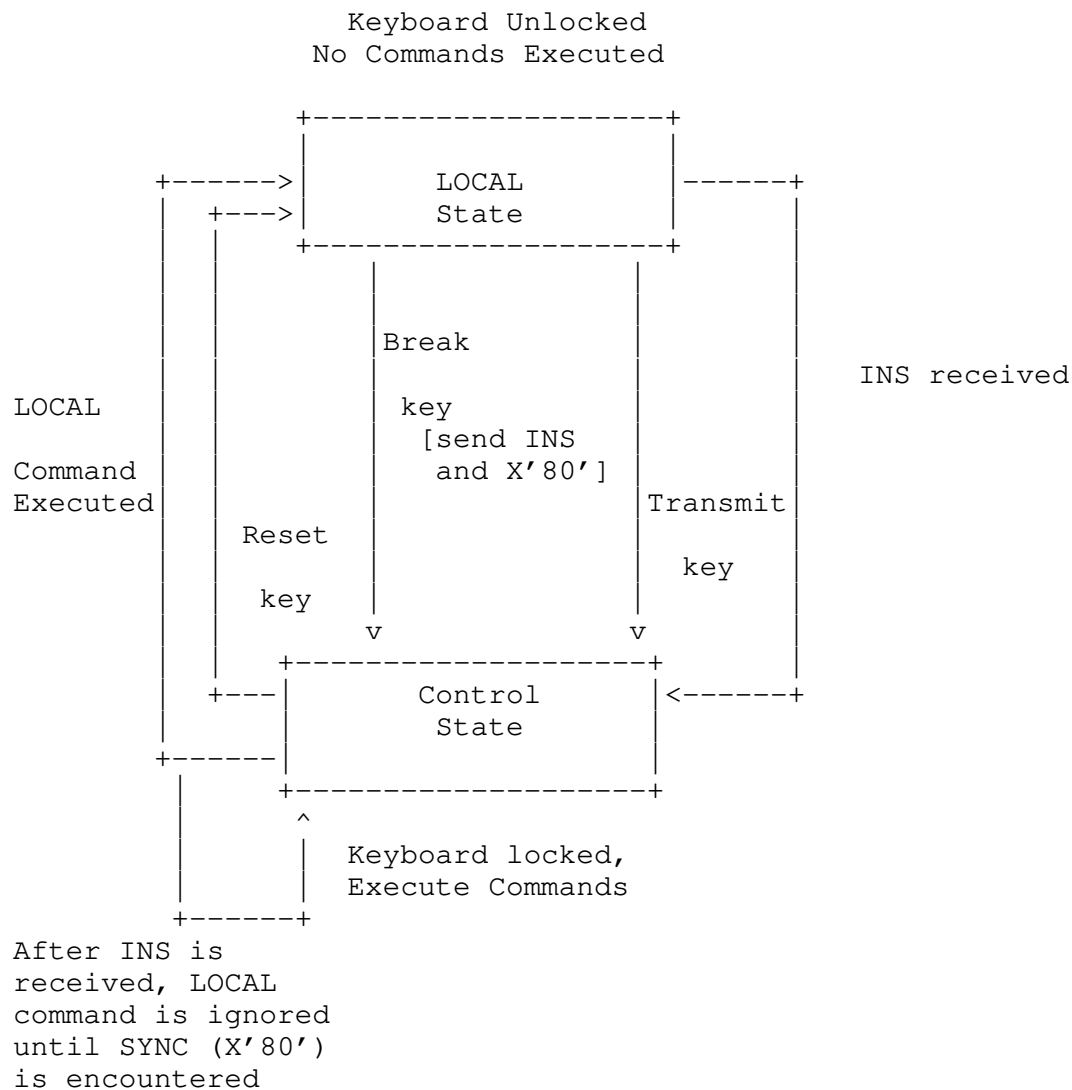 Keyboard Unlocked
No Commands Executed
LOCAL
State
Break
INS received
LOCAL
key
[send INS
Command
and X'80']
Executed
Transmit
Reset
key
key
v
v
Control
State
Keyboard locked,
Execute Commands
After INS is
received, LOCAL
command is ignored
until SYNC (X'80')
is encountered